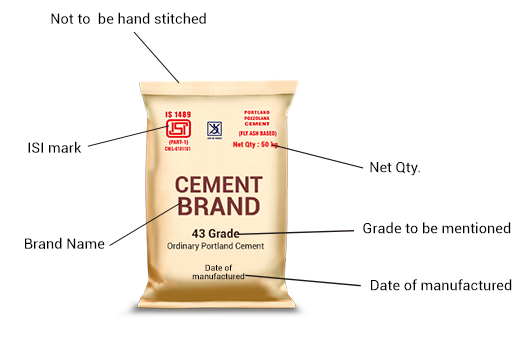 Not to be hand stitched
IS 1489
(PART-1)
CM/L-6181161
PORTLAND
POZZOLANA
CEMENT
(FLY ASH BASED)
Net Qty : 50 kg
ISI mark
Net Qty.
CEMENT
BRAND
Brand Name
43 Grade
Grade to be mentioned
Ordinary Portland Cement
Date of
manufactured
Date of manufactured